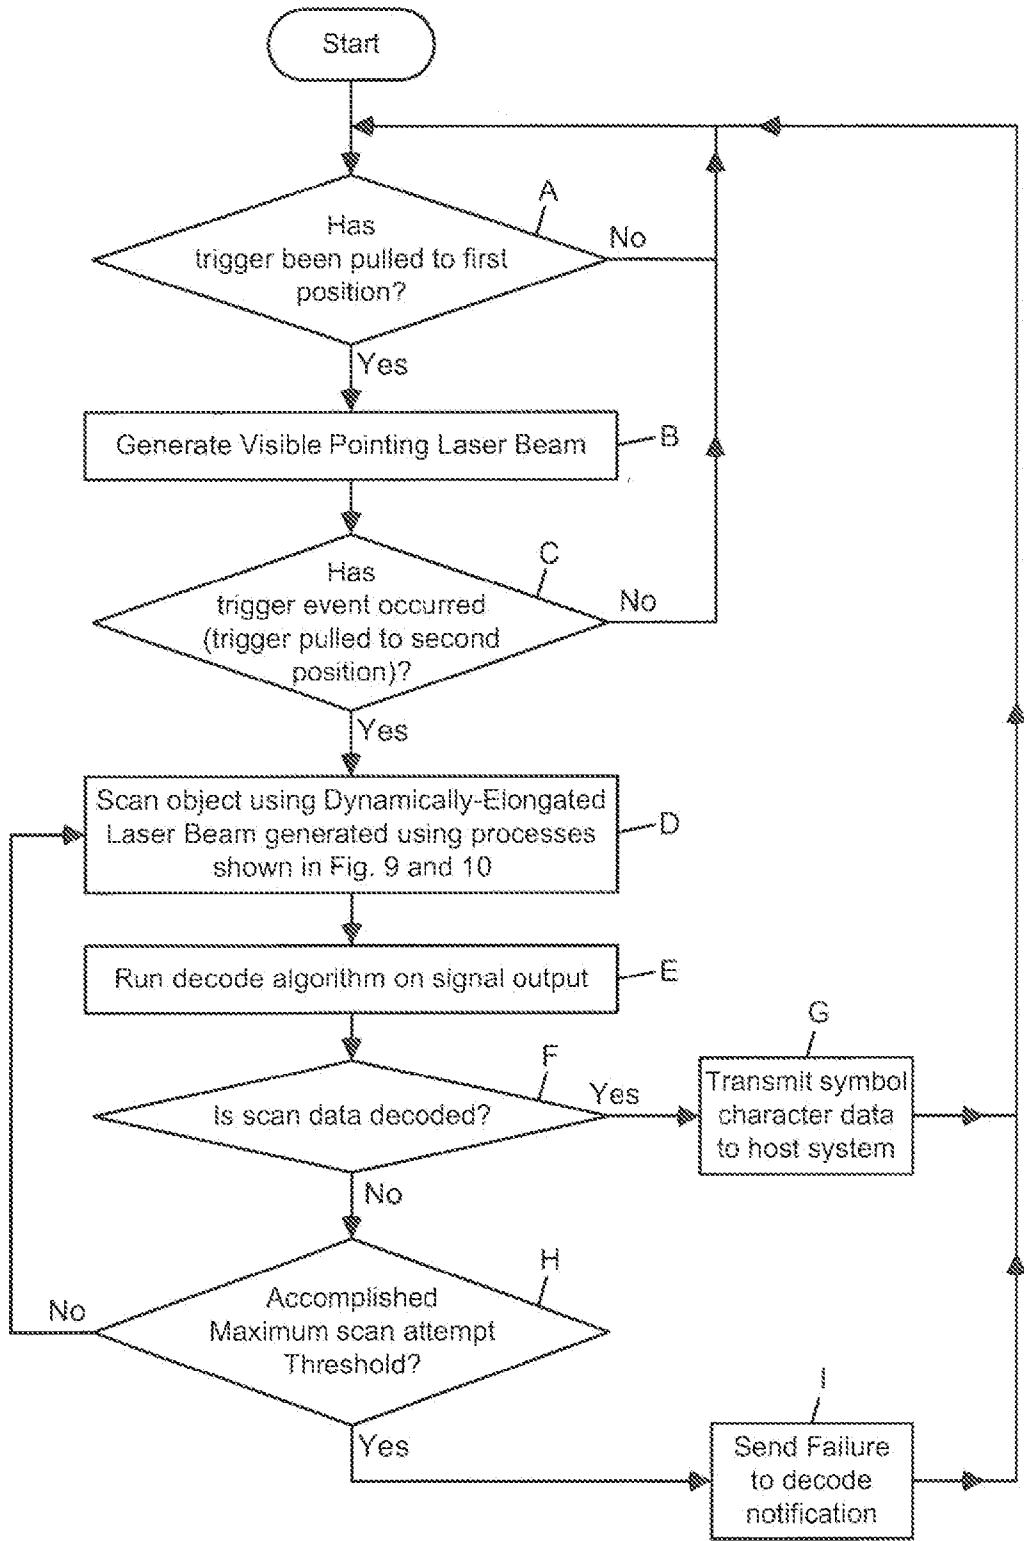 Start
A
Has
trigger been pulled to first
position?
No
Yes
Generate Visible Pointing Laser Beam
B
C
Has
trigger event occurred
(trigger pulled to second
position)?
No
Yes
Scan object using Dynamically-Elongated
Laser Beam generated using processes
shown in Fig. 9 and 10
D
Run decode algorithm on signal output
E
F
Is scan data decoded?
Yes
G
Transmit symbol
character data
to host system
No
H
Accomplished
Maximum scan attempt
Threshold?
No
Yes
I
Send Failure
to decode
notification